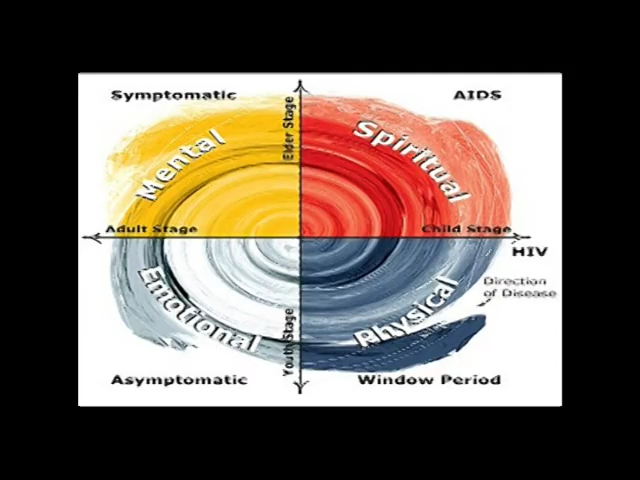 Symptomatic
AIDS
Elder Stage
Mental
Spiritual
Adult Stage
Child Stage
HIV
Direction
of Disease
Emotional
Youth Stage
Physical
Asymptomatic
Window Period